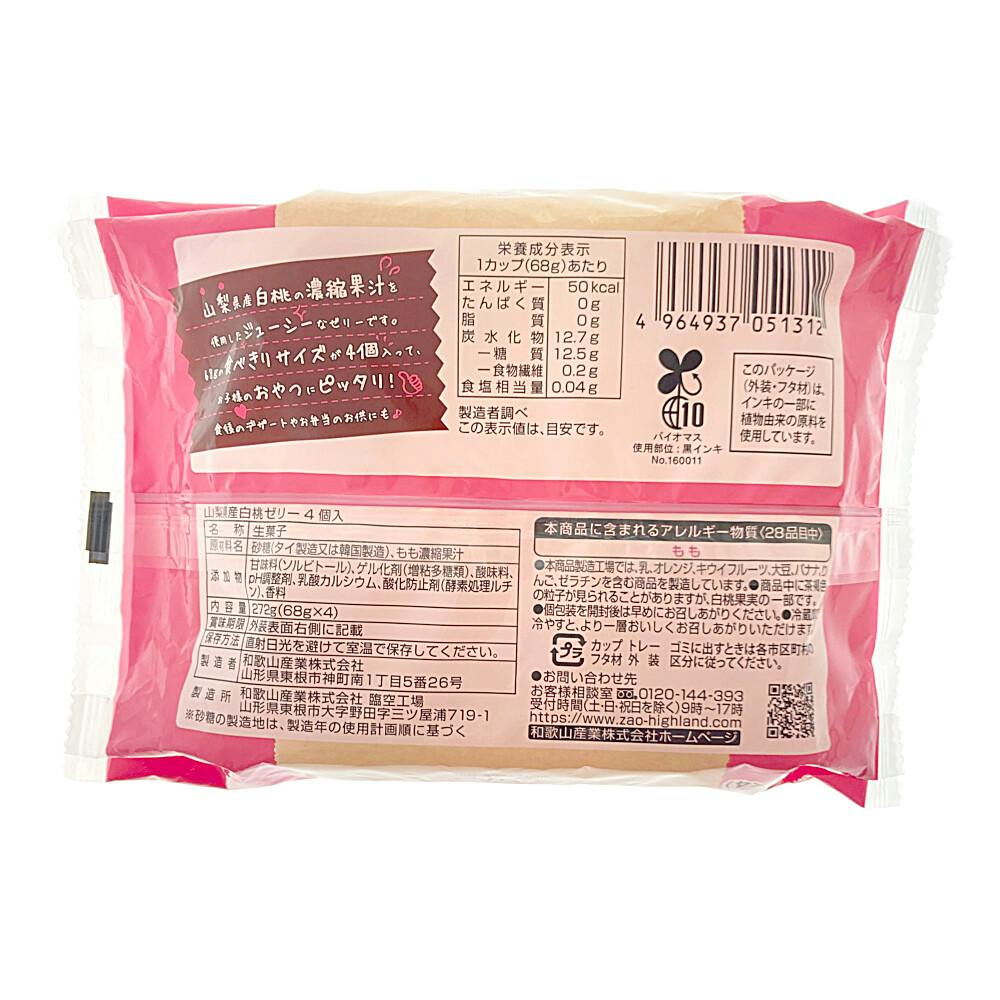 山梨県産白桃の濃縮果汁を
使用したジューシーなゼリーです。
68gの食べきりサイズが4個入って、
お子様のおやつにピッタリ!
食後のデザートやお弁当のお供にも♪
栄養成分表示
1カップ(68g)あたり
エネルギー 50kcal
たんぱく質 0g
脂質 0g
炭水化物 12.7g
－糖質 12.5g
－食物繊維 0.2g
食塩相当量 0.04g
製造者調べ
この表示値は、目安です。
4 964937 051312
10
バイオマス
使用部位:黒インキ
No.160011
このパッケージ
(外装・フタ材)は、
インキの一部に
植物由来の原料を
使用しています。
山梨県産白桃ゼリー 4個入
名称 生菓子
原材料名 砂糖(タイ製造又は韓国製造)、もも濃縮果汁
添加物 甘味料(ソルビトール)、ゲル化剤(増粘多糖類)、酸味料、
pH調整剤、乳酸カルシウム、酸化防止剤(酵素処理ルチ
ン)、香料
内容量 272g(68g×4)
賞味期限 外装表面右側に記載
保存方法 直射日光を避けて室温で保存してください。
製造者 和歌山産業株式会社
山形県東根市神町南1丁目5番26号
製造所 和歌山産業株式会社 臨空工場
山形県東根市大字野田字三ツ屋浦719-1
※砂糖の製造地は、製造年の使用計画順に基づく
本商品に含まれるアレルギー物質〈28品目中〉
もも
●本商品製造工場では、乳、オレンジ、キウイフルーツ、大豆、バナナ、り
んご、ゼラチンを含む商品を製造しています。●商品中に茶褐色
の粒子が見られることがありますが、白桃果実の一部です。
●個包装を開封後は早めにお召しあがりください。●冷蔵庫
冷やすと、より一層おいしくお召しあがりいただけます
プラ
カップ トレー
フタ材 外装
ゴミに出すときは各市区町村の
区分に従ってください。
●お問い合わせ先
お客様相談室 0120-144-393
受付時間(土・日・祝日を除く)9時～17時
https://www.zao-highland.com
和歌山産業株式会社ホームページ